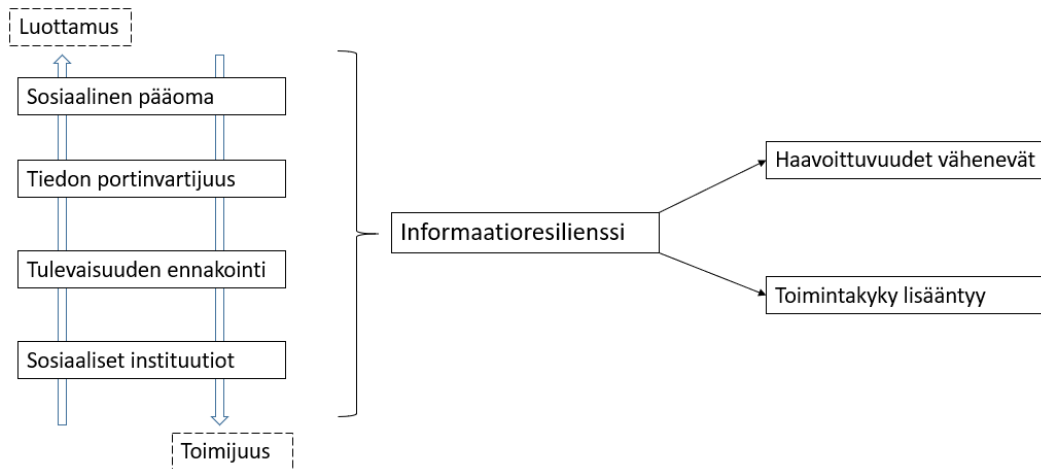 Luottamus
Sosiaalinen pääoma
Tiedon portinvartijuus
Tulevaisuuden ennakointi
Sosiaaliset instituutiot
Toimijuus
Informaatioresilienssi
Haavoittuvuudet vähenevät
Toimintakyky lisääntyy